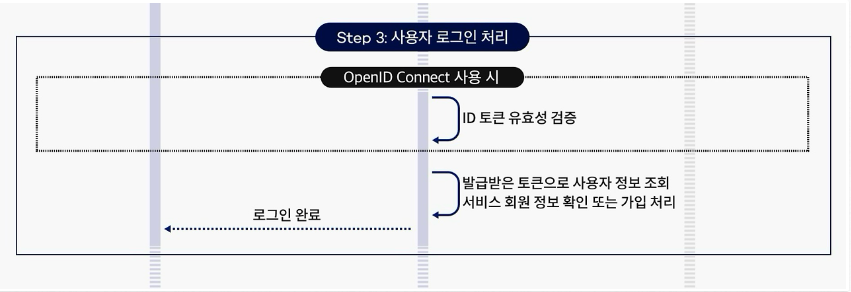 Step 3: 사용자 로그인 처리
OpenID Connect 사용 시
ID 토큰 유효성 검증
발급받은 토큰으로 사용자 정보 조회
서비스 회원 정보 확인 또는 가입 처리
로그인 완료